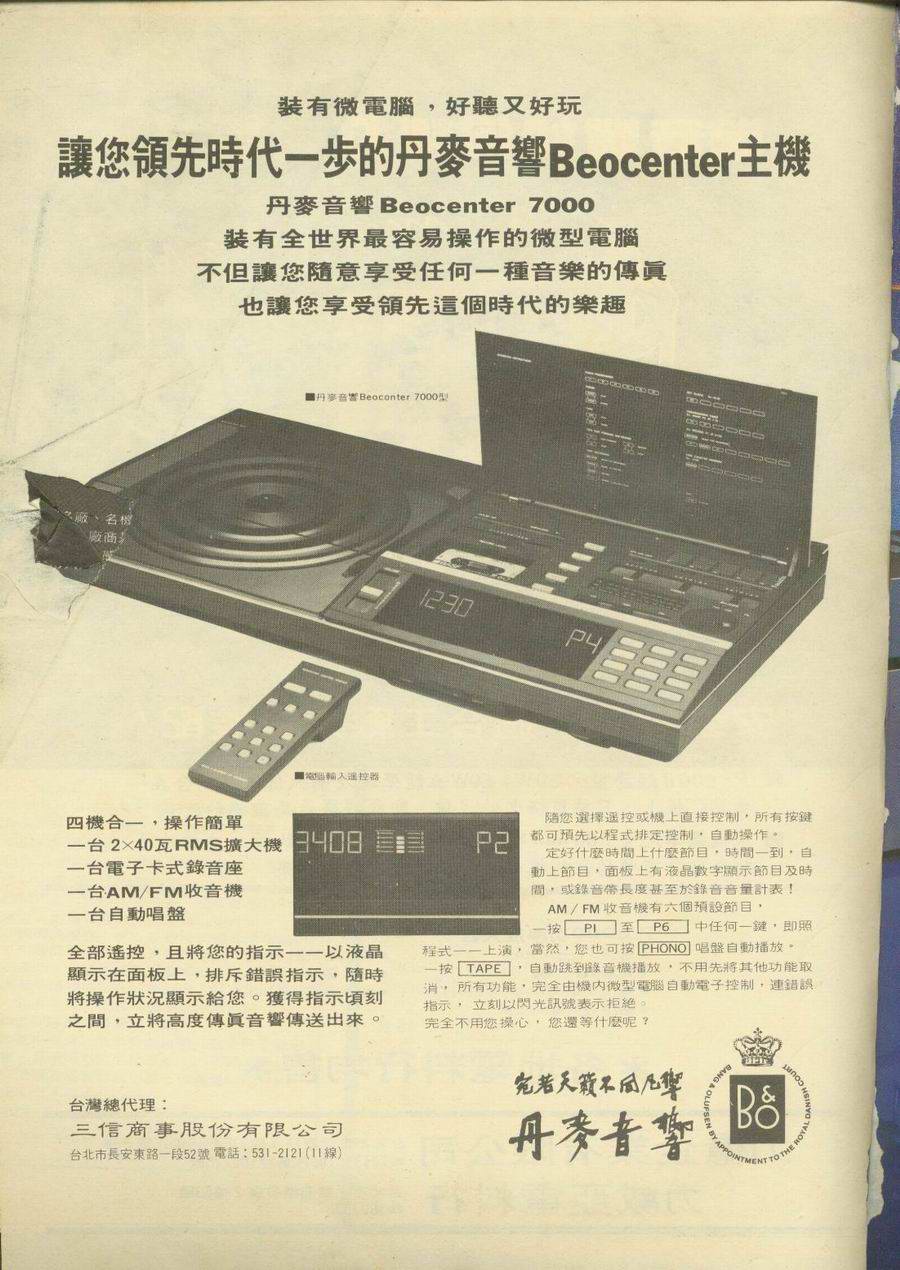 裝有微電腦，好聽又好玩
讓您領先時代一步的丹麥音響Beocenter主機
丹麥音響Beocenter 7000
裝有全世界最容易操作的微型電腦
不但讓您隨意享受任何一種音樂的傳眞
也讓您享受領先這個時代的樂趣
■丹麥音響Beoconter 7000型
廠、名機
廠商
1230
P4
■電腦輸入遙控器
四機合一，操作簡單
一台2×40瓦RMS擴大機
一台電子卡式錄音座
一台AM/FM收音機
一台自動唱盤
全部遙控，且將您的指示——以液晶
顯示在面板上，排斥錯誤指示，隨時
將操作狀況顯示給您。獲得指示頃刻
之間，立將高度傳眞音響傳送出來。
3408
P2
隨您選擇遥控或機上直接控制，所有按鍵
都可預先以程式排定控制，自動操作。
定好什麼時間上什麼節目，時間一到，自
動上節目，面板上有液晶數字顯示節目及時
間，或錄音帶長度甚至於錄音音量計表！
AM / FM 收音機有六個預設節目，
一按 PI 至 P6 中任何一鍵，即照
程式一一上演，當然，您也可按 PHONO 唱盤自動播放。
一按 TAPE ，自動跳到錄音機播放，不用先將其他功能取
消，所有功能，完全由機內微型電腦自動電子控制，連錯誤
指示，立刻以閃光訊號表示拒絕。
完全不用您操心，您還等什麼呢？
台灣總代理：
三信商事股份有限公司
台北市長安東路一段52號 電話：531-2121(11線)
宛若天籟不同凡響
丹麥音響
B&O
BANG & OLUFSEN BY APPOINTMENT TO THE ROYAL DANISH COURT